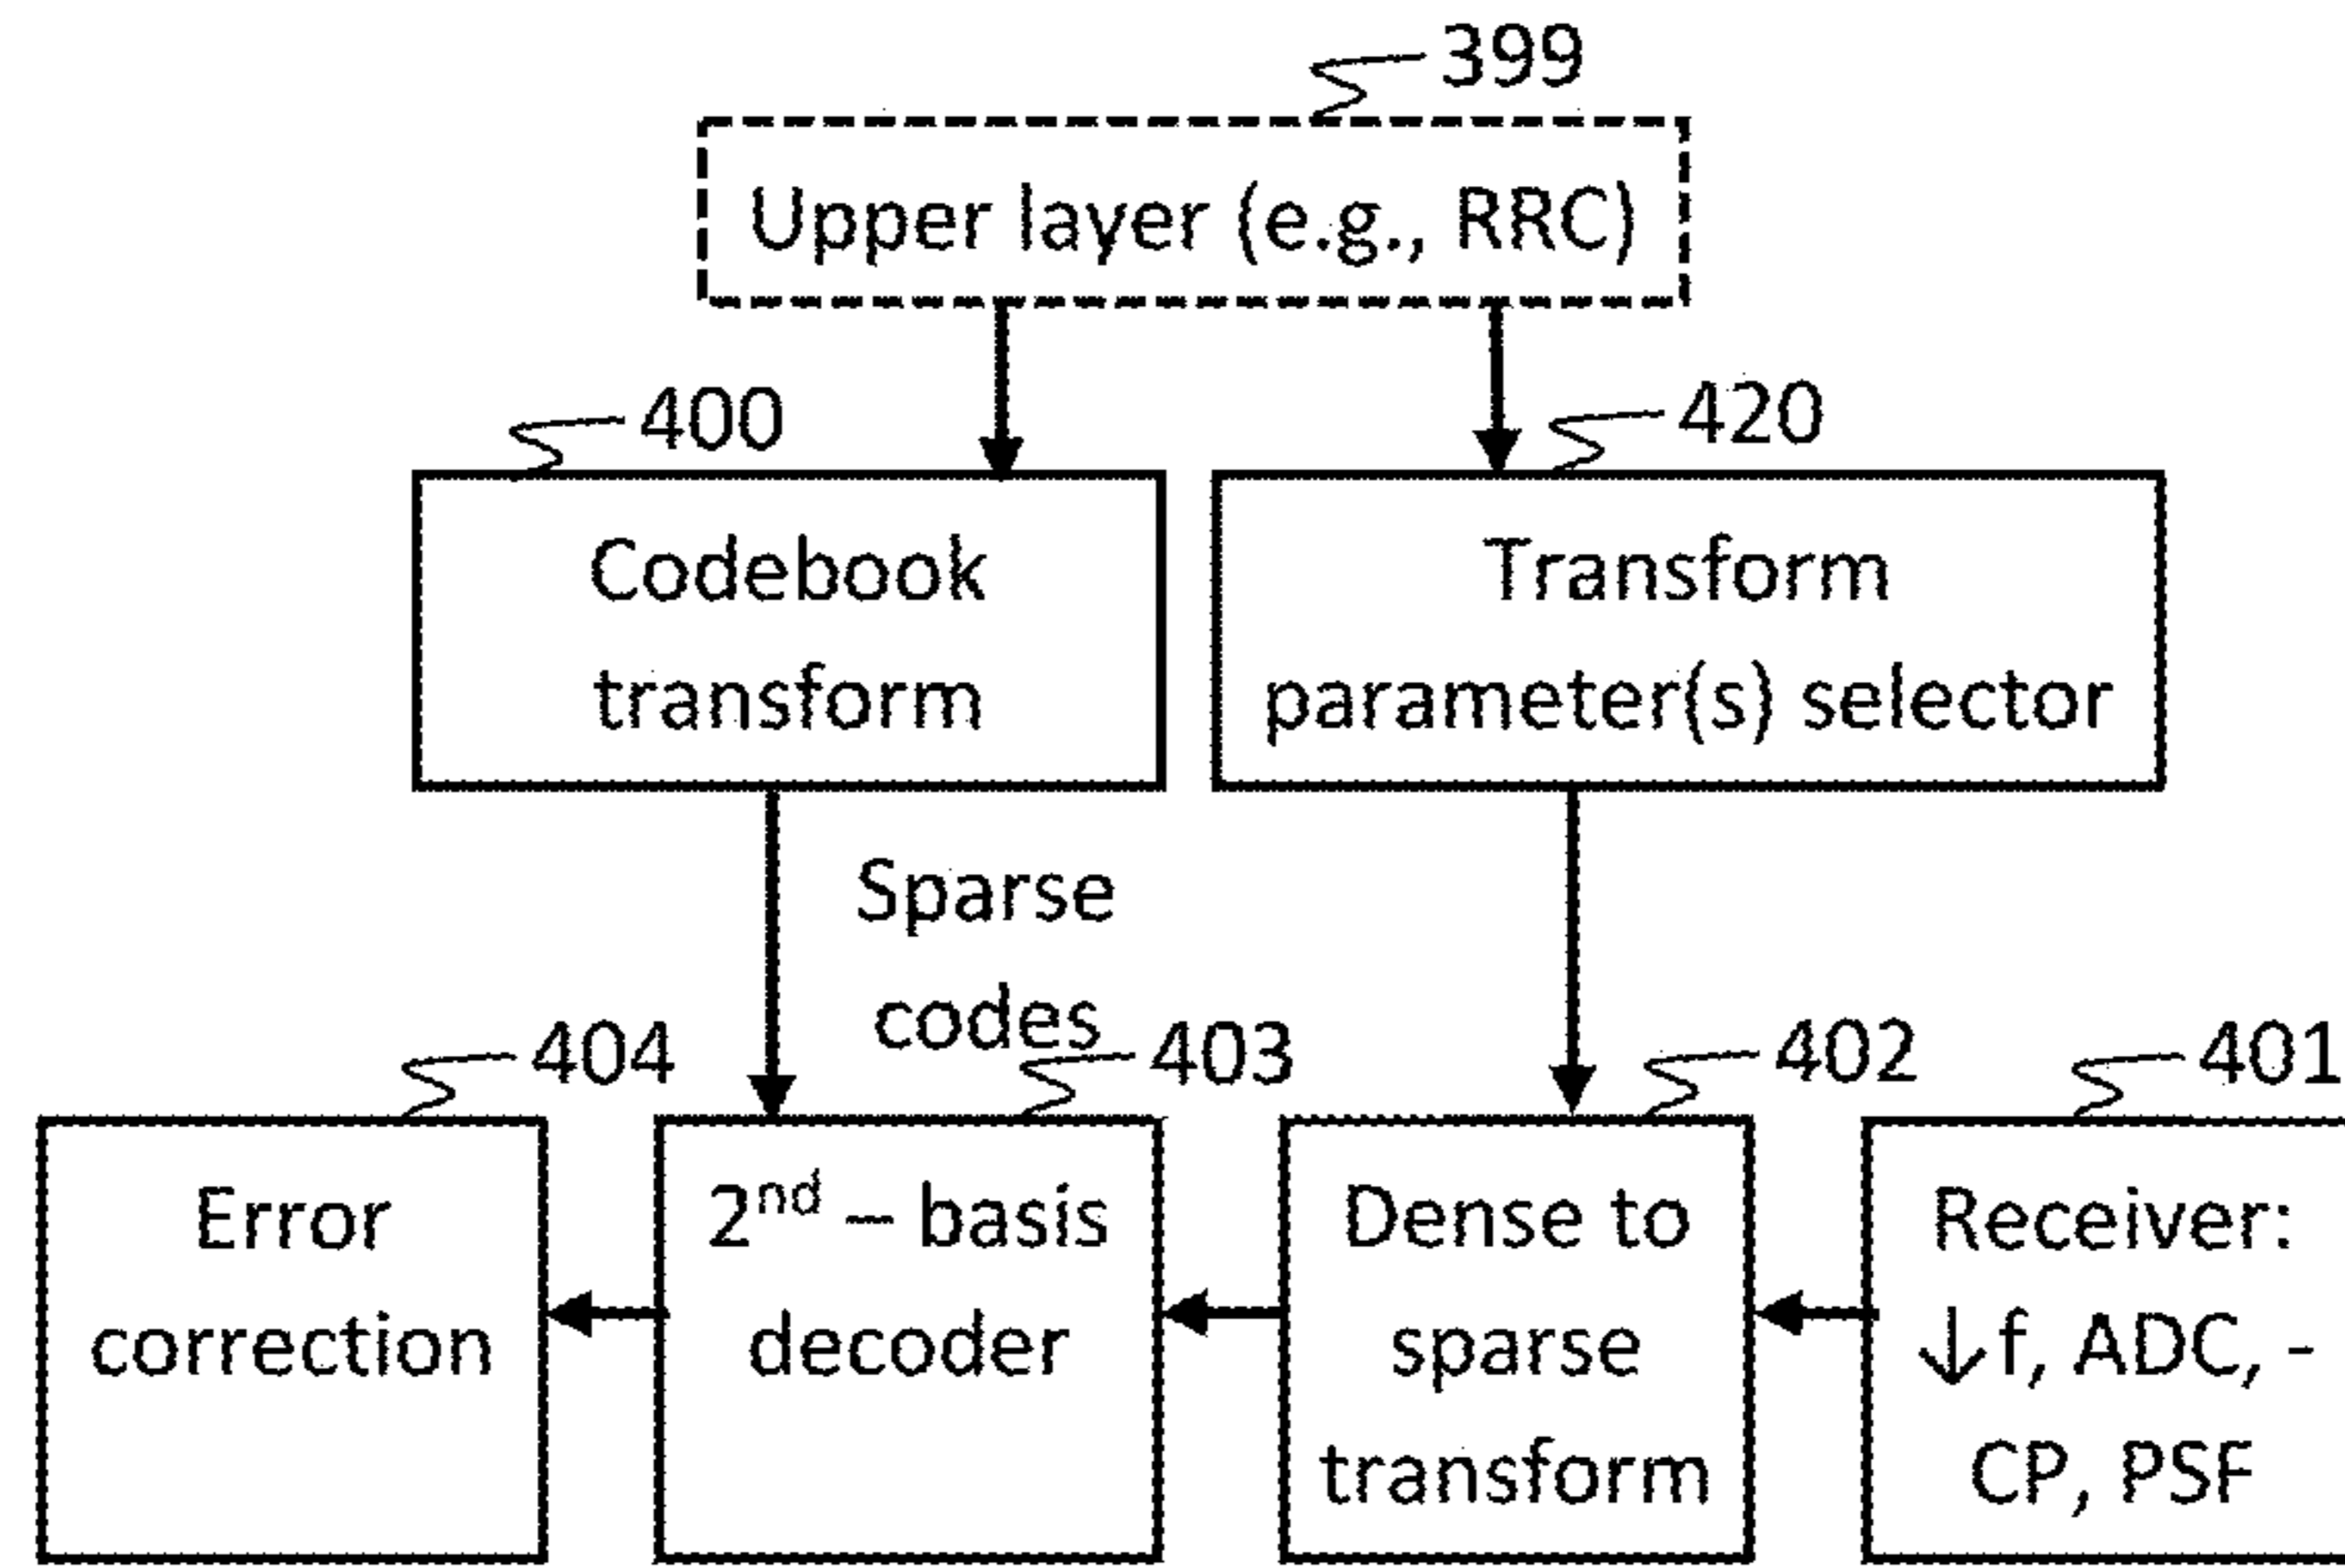 399
Upper layer (e.g., RRC)
400
Codebook
transform
420
Transform
parameter(s) selector
Sparse
codes
404
Error
correction
403
2nd – basis
decoder
402
Dense to
sparse
transform
401
Receiver:
↓f, ADC, -
CP, PSF